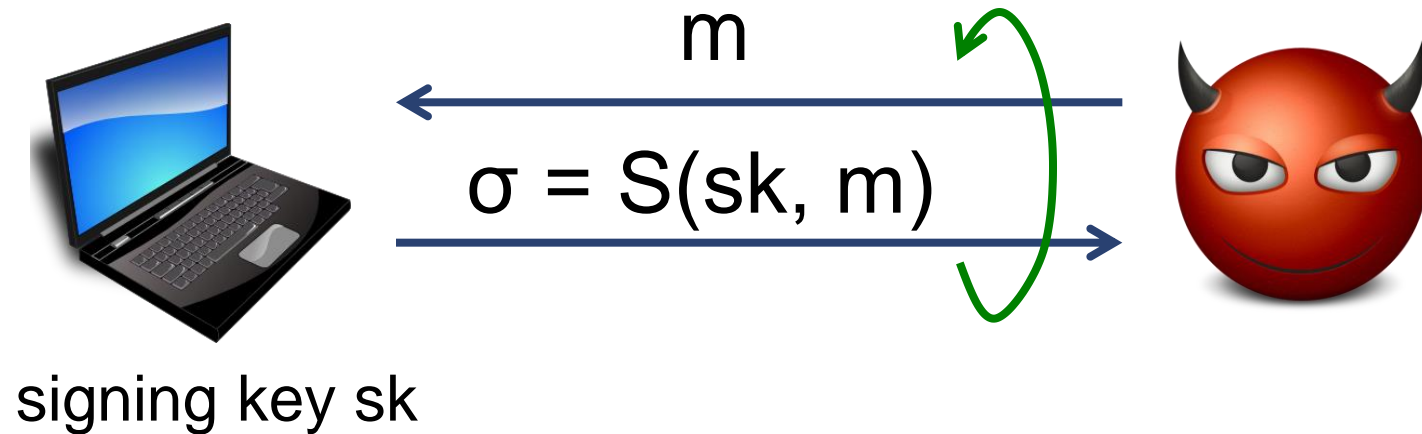 m
σ = S(sk, m)
signing key sk